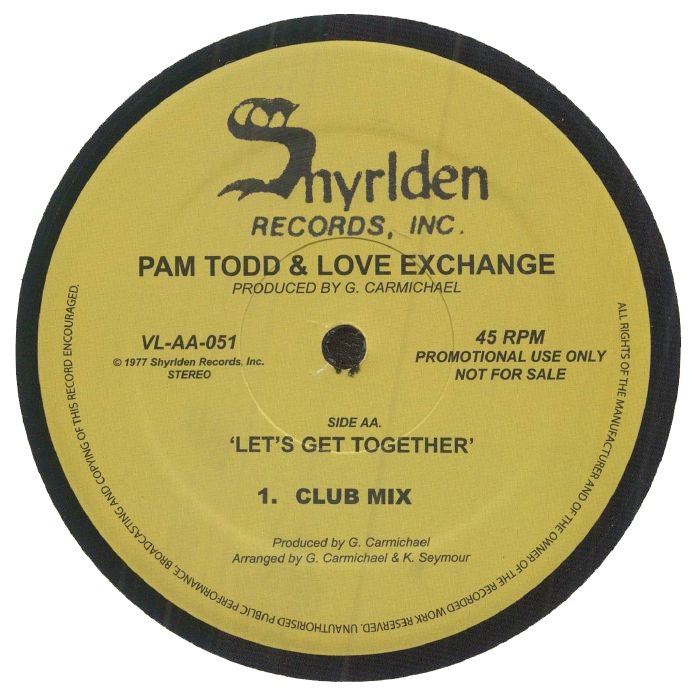 Shyrlden
RECORDS, INC.
PAM TODD & LOVE EXCHANGE
PRODUCED BY G. CARMICHAEL
VL-AA-051
© 1977 Shyrlden Records, Inc.
STEREO
45 RPM
PROMOTIONAL USE ONLY
NOT FOR SALE
SIDE AA.
‘LET’S GET TOGETHER’
1. CLUB MIX
Produced by G. Carmichael
Arranged by G. Carmichael & K. Seymour
ALL RIGHTS OF THE MANUFACTURER AND OF THE OWNER OF THE RECORDED WORK RESERVED. UNAUTHORISED PUBLIC PERFORMANCE, BROADCASTING AND COPYING OF THIS RECORD ENCOURAGED.